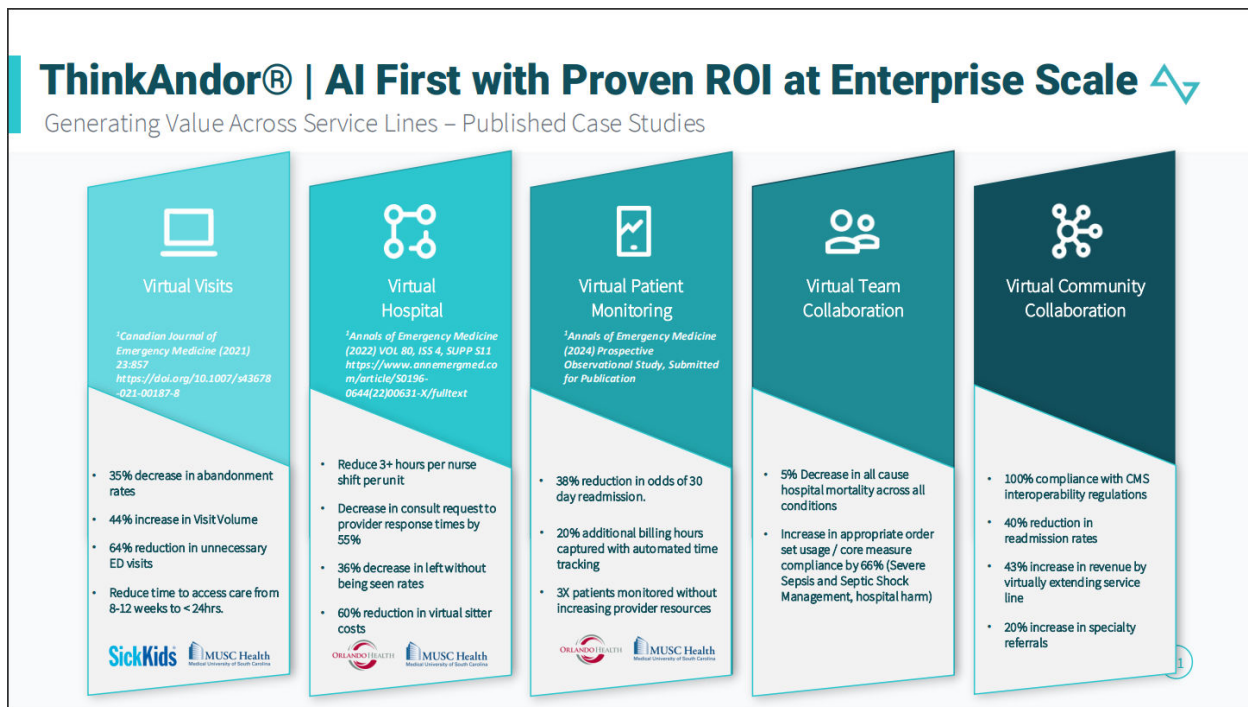 ThinkAndor® | AI First with Proven ROI at Enterprise Scale
Generating Value Across Service Lines – Published Case Studies
Virtual Visits
¹Canadian Journal of
Emergency Medicine (2021)
23:857
https://doi.org/10.1007/s43678
-021-00187-8
• 35% decrease in abandonment
rates
• 44% increase in Visit Volume
• 64% reduction in unnecessary
ED visits
• Reduce time to access care from
8-12 weeks to < 24hrs.
SickKids®
MUSC Health
Medical University of South Carolina
Virtual
Hospital
¹Annals of Emergency Medicine
(2022) VOL 80, ISS 4, SUPP S11
https://www.annemergmed.co
m/article/S0196-
0644(22)00631-X/fulltext
• Reduce 3+ hours per nurse
shift per unit
• Decrease in consult request to
provider response times by
55%
• 36% decrease in left without
being seen rates
• 60% reduction in virtual sitter
costs
ORLANDO HEALTH
MUSC Health
Medical University of South Carolina
Virtual Patient
Monitoring
¹Annals of Emergency Medicine
(2024) Prospective
Observational Study, Submitted
for Publication
• 38% reduction in odds of 30
day readmission.
• 20% additional billing hours
captured with automated time
tracking
• 3X patients monitored without
increasing provider resources
ORLANDO HEALTH
MUSC Health
Medical University of South Carolina
Virtual Team
Collaboration
• 5% Decrease in all cause
hospital mortality across all
conditions
• Increase in appropriate order
set usage / core measure
compliance by 66% (Severe
Sepsis and Septic Shock
Management, hospital harm)
Virtual Community
Collaboration
• 100% compliance with CMS
interoperability regulations
• 40% reduction in
readmission rates
• 43% increase in revenue by
virtually extending service
line
• 20% increase in specialty
referrals